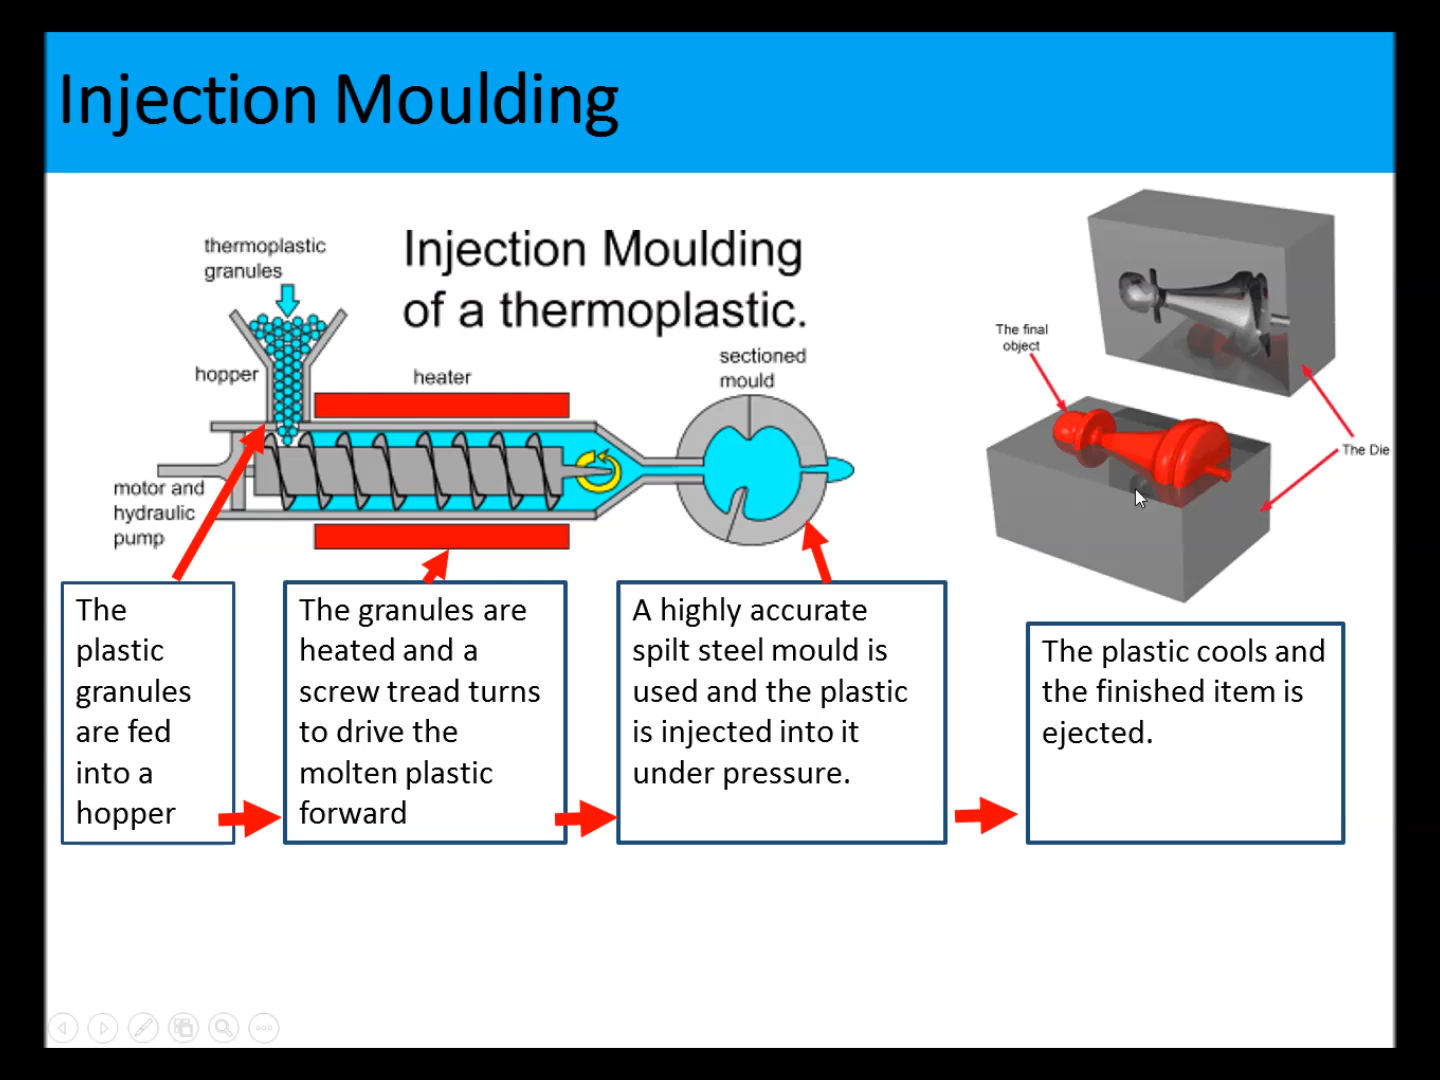 Injection Moulding
Injection Moulding
of a thermoplastic.
thermoplastic
granules
hopper
heater
sectioned
mould
motor and
hydraulic
pump
The final
object
The Die
The
plastic
granules
are fed
into a
hopper
The granules are
heated and a
screw tread turns
to drive the
molten plastic
forward
A highly accurate
spilt steel mould is
used and the plastic
is injected into it
under pressure.
The plastic cools and
the finished item is
ejected.